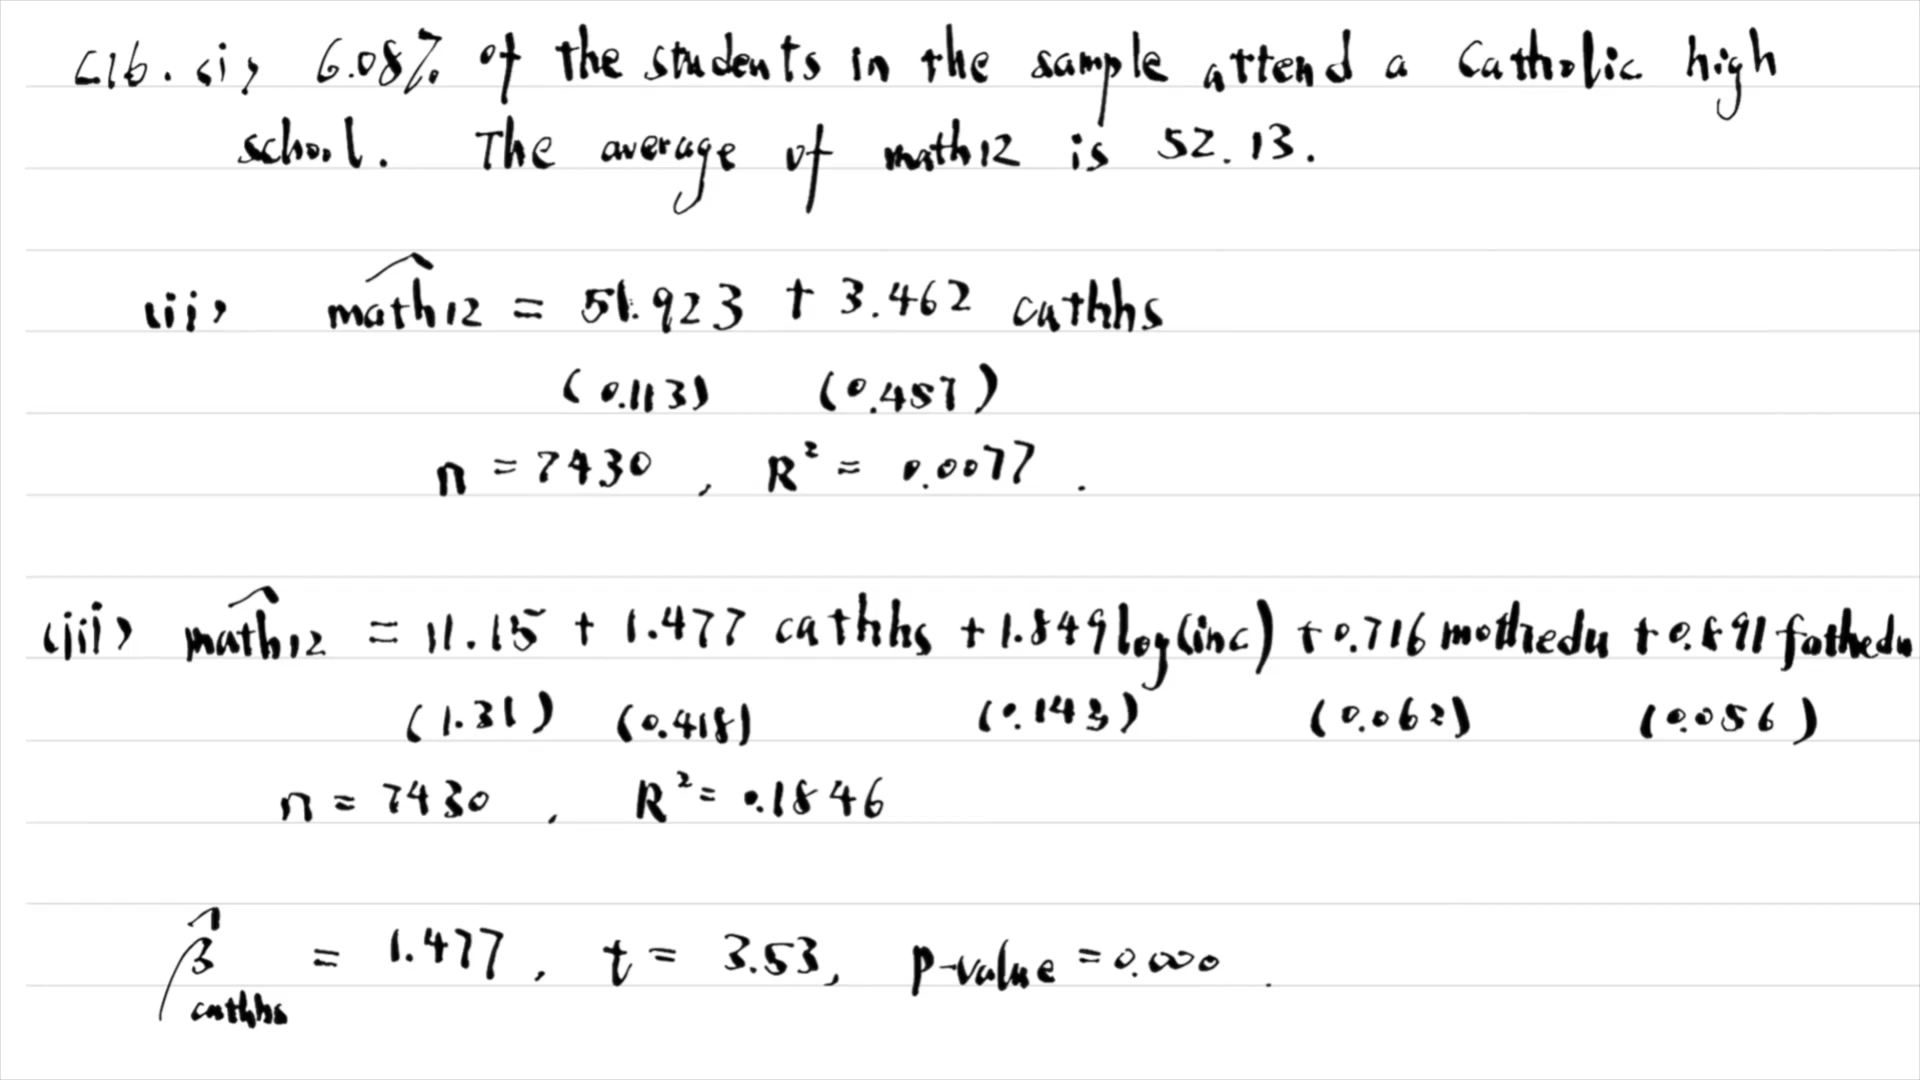 C16. (i) 6.08% of the students in the sample attend a Catholic high
school. The average of math12 is 52.13.
(ii) math12^ = 51.923 + 3.462 cathhs
(0.113) (0.457)
n = 7430 , R² = 0.0077 .
(iii) math12^ = 11.15 + 1.477 cathhs + 1.849 log(inc) + 0.716 mothedu + 0.891 fathedu
(1.31) (0.418) (0.143) (0.062) (0.056)
n = 7430 , R² = 0.1846
β̂cathhs = 1.477 , t = 3.53, p-value = 0.000 .